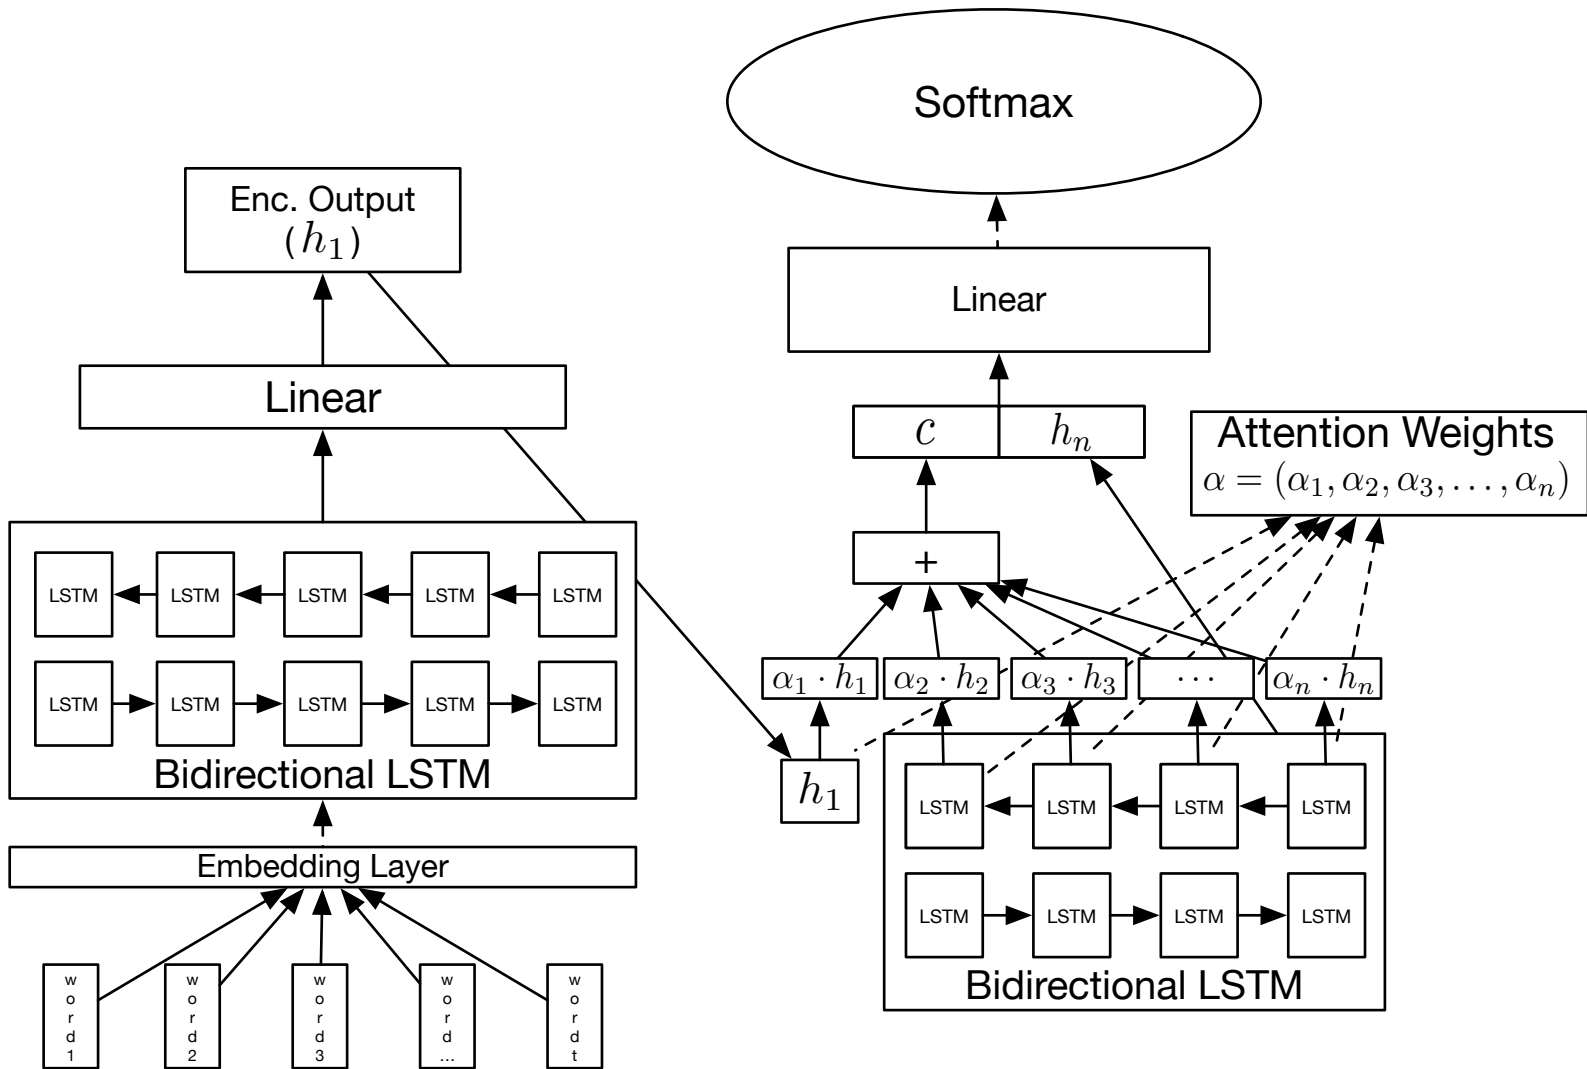 Softmax
Enc. Output
(h₁)
Linear
Linear
c
hₙ
Attention Weights
α = (α₁, α₂, α₃, . . . , αₙ)
+
LSTM LSTM LSTM LSTM LSTM
LSTM LSTM LSTM LSTM LSTM
Bidirectional LSTM
α₁ · h₁
α₂ · h₂
α₃ · h₃
· · ·
αₙ · hₙ
h₁
LSTM LSTM LSTM LSTM
LSTM LSTM LSTM LSTM
Bidirectional LSTM
Embedding Layer
word1
word2
word3
word...
wordt